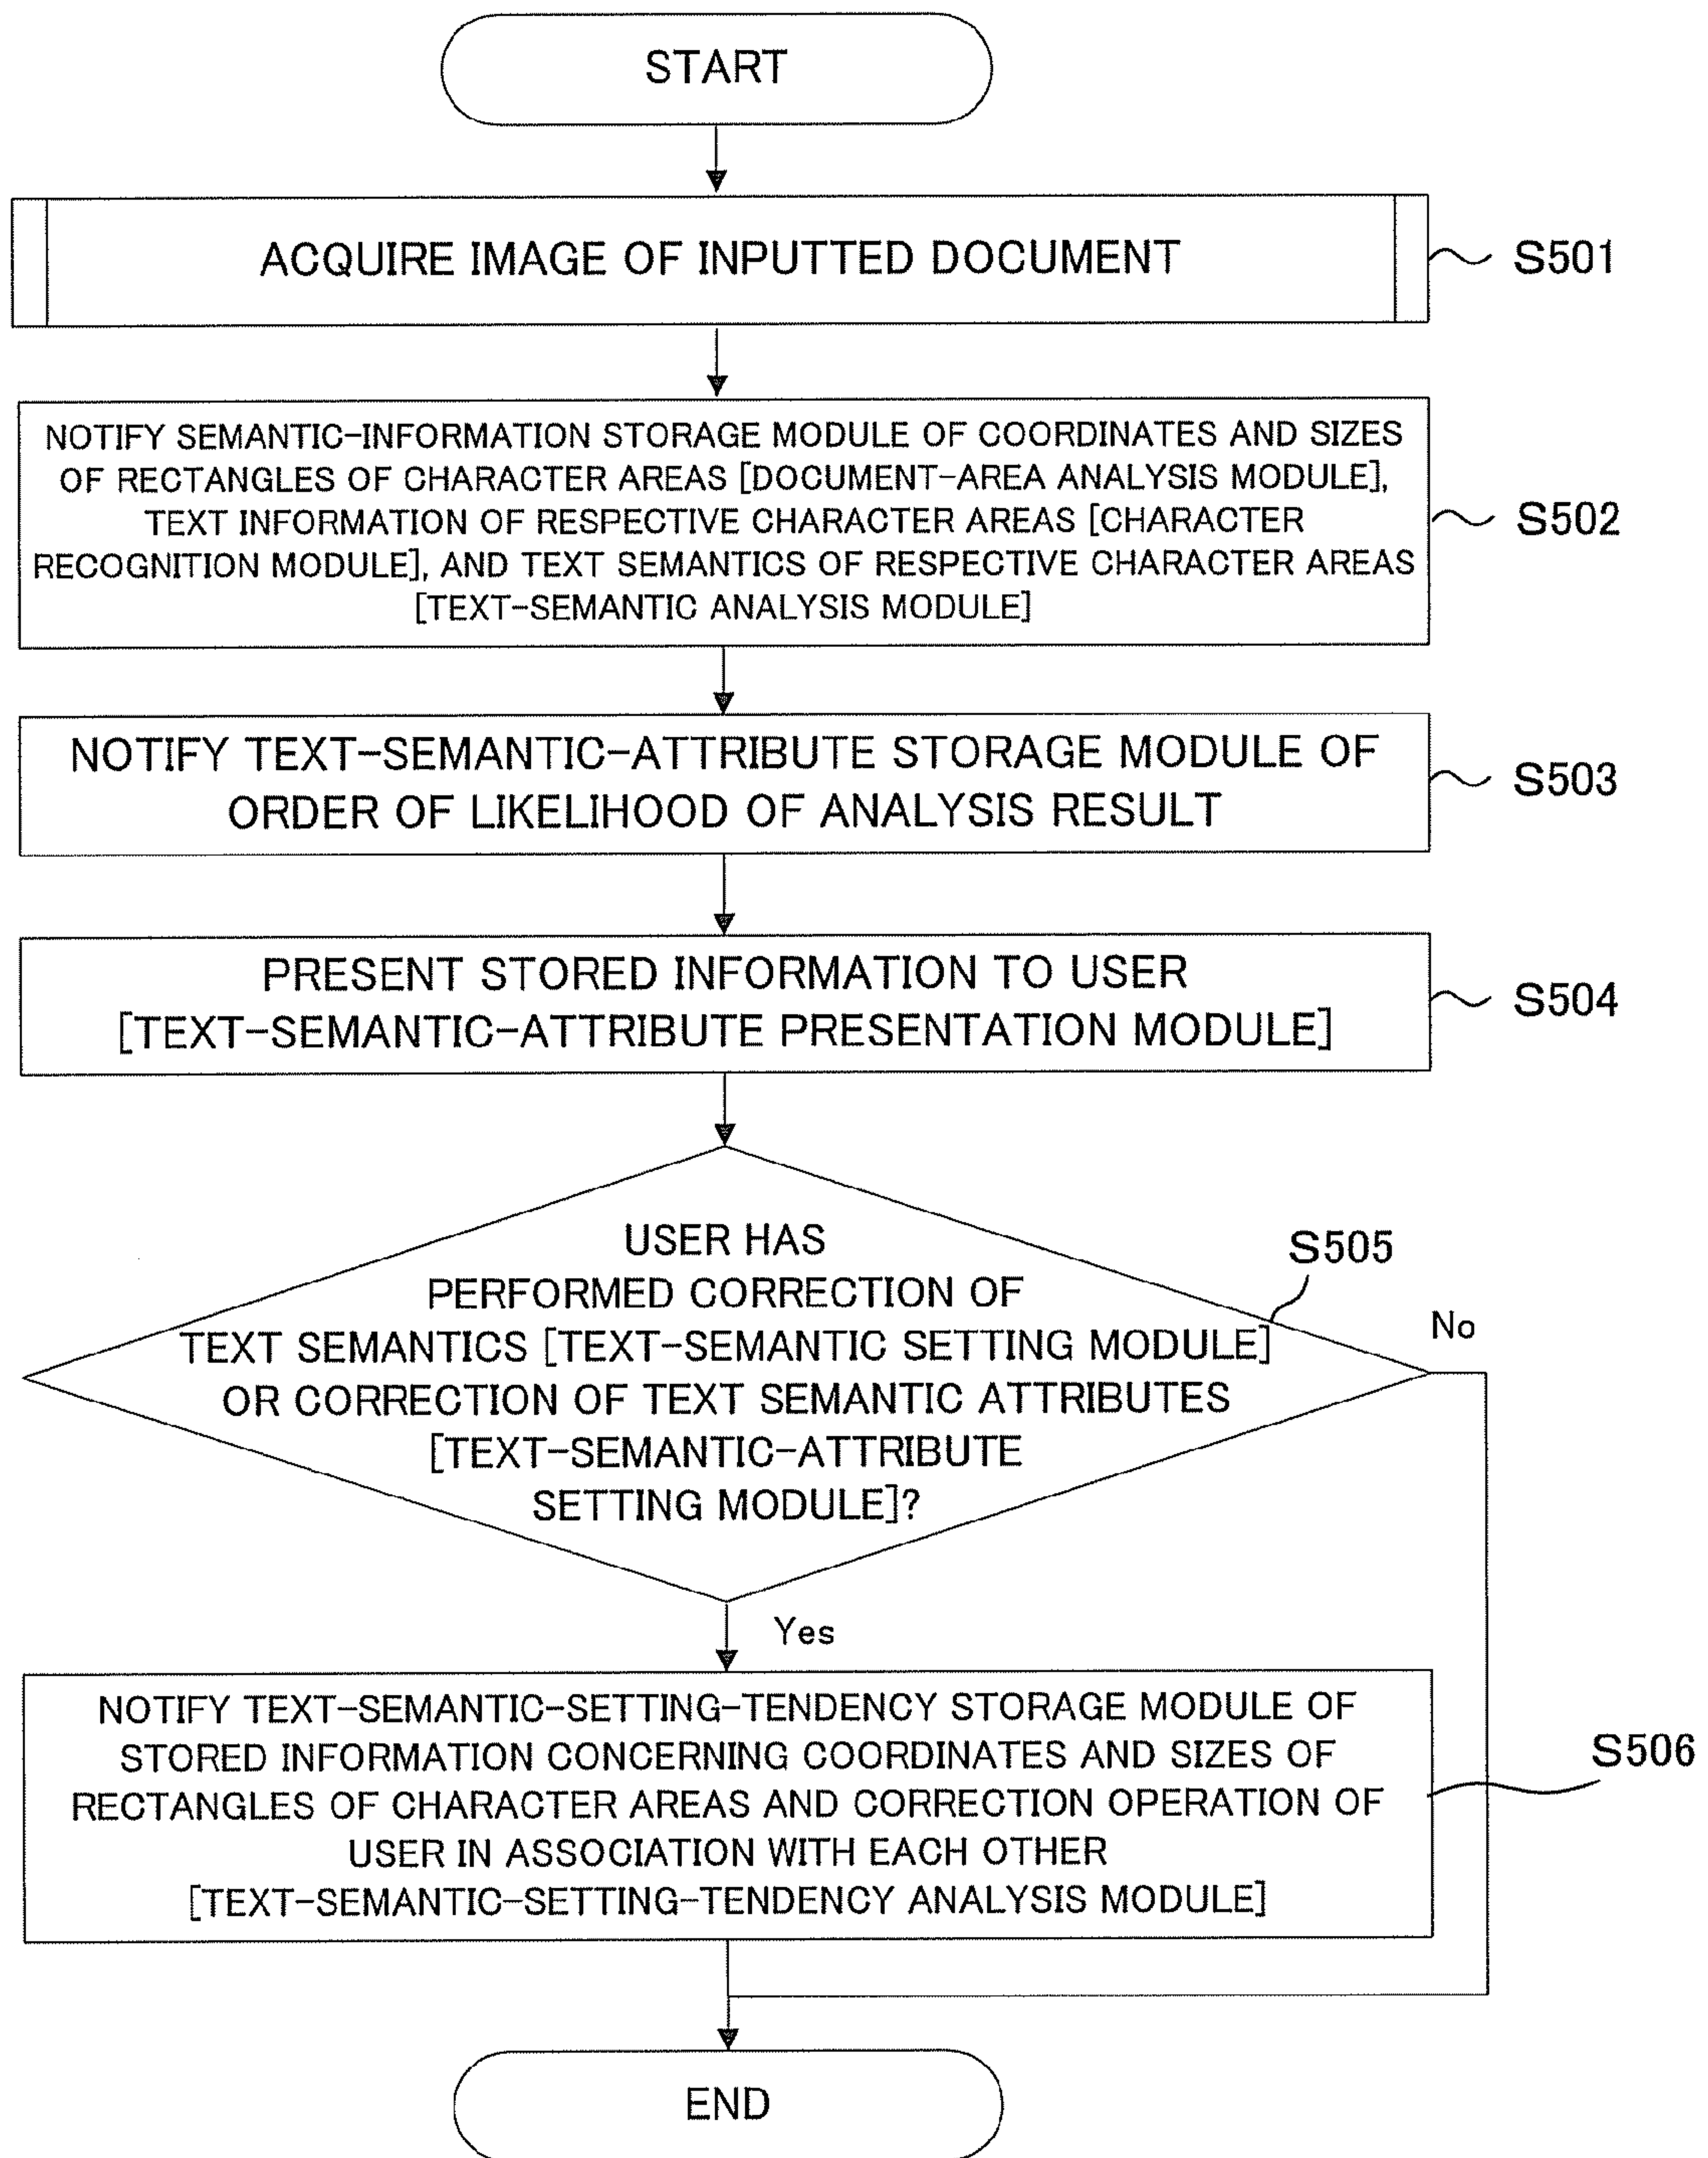 START
ACQUIRE IMAGE OF INPUTTED DOCUMENT
S501
NOTIFY SEMANTIC-INFORMATION STORAGE MODULE OF COORDINATES AND SIZES
OF RECTANGLES OF CHARACTER AREAS [DOCUMENT-AREA ANALYSIS MODULE],
TEXT INFORMATION OF RESPECTIVE CHARACTER AREAS [CHARACTER
RECOGNITION MODULE], AND TEXT SEMANTICS OF RESPECTIVE CHARACTER AREAS
[TEXT-SEMANTIC ANALYSIS MODULE]
S502
NOTIFY TEXT-SEMANTIC-ATTRIBUTE STORAGE MODULE OF
ORDER OF LIKELIHOOD OF ANALYSIS RESULT
S503
PRESENT STORED INFORMATION TO USER
[TEXT-SEMANTIC-ATTRIBUTE PRESENTATION MODULE]
S504
USER HAS
PERFORMED CORRECTION OF
TEXT SEMANTICS [TEXT-SEMANTIC SETTING MODULE]
OR CORRECTION OF TEXT SEMANTIC ATTRIBUTES
[TEXT-SEMANTIC-ATTRIBUTE
SETTING MODULE]?
S505
No
Yes
NOTIFY TEXT-SEMANTIC-SETTING-TENDENCY STORAGE MODULE OF
STORED INFORMATION CONCERNING COORDINATES AND SIZES OF
RECTANGLES OF CHARACTER AREAS AND CORRECTION OPERATION OF
USER IN ASSOCIATION WITH EACH OTHER
[TEXT-SEMANTIC-SETTING-TENDENCY ANALYSIS MODULE]
S506
END